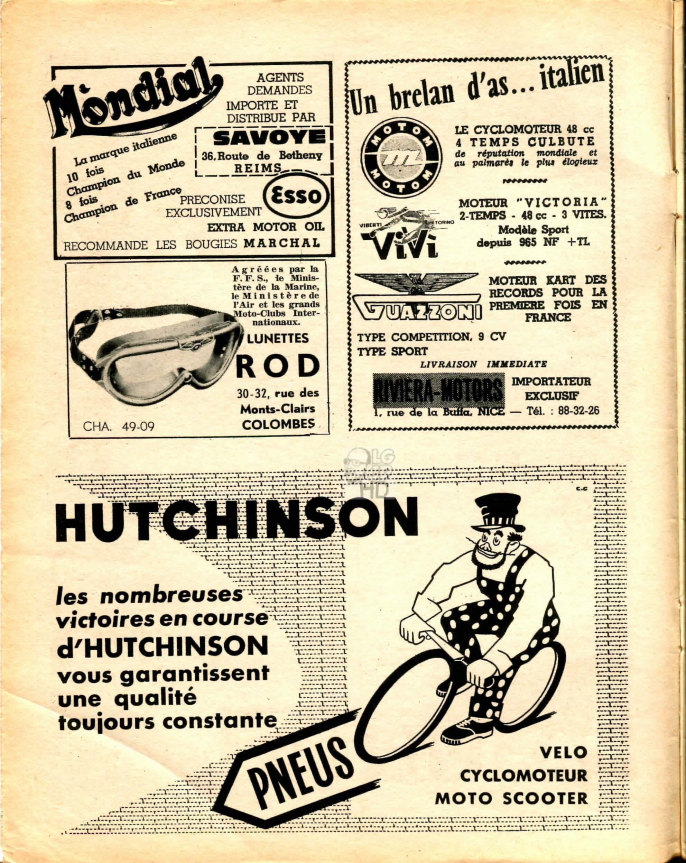 Mondial
AGENTS
DEMANDES
IMPORTE ET
DISTRIBUE PAR
SAVOYE
36, Route de Betheny
REIMS
La marque italienne
10 fois
Champion du Monde
8 fois
Champion de France
PRECONISE
EXCLUSIVEMENT
Esso
EXTRA MOTOR OIL
RECOMMANDE LES BOUGIES MARCHAL
Agréées par la
F.F.S., le Minis-
tère de la Marine,
le Ministère de
l'Air et les grands
Moto-Clubs Inter-
nationaux.
LUNETTES
ROD
30-32, rue des
Monts-Clairs
COLOMBES
CHA. 49-09
Un brelan d'as... italien
MOTOM
m
MOTOM
LE CYCLOMOTEUR 48 cc
4 TEMPS CULBUTE
de réputation mondiale et
au palmarès le plus élogieux
VIBERTI
TORINO
ViVi
MOTEUR "VICTORIA"
2-TEMPS - 48 cc - 3 VITES.
Modèle Sport
depuis 965 NF +TL
GUAZZONI
MOTEUR KART DES
RECORDS POUR LA
PREMIERE FOIS EN
FRANCE
TYPE COMPETITION, 9 CV
TYPE SPORT
LIVRAISON IMMEDIATE
RIVIERA-MOTORS
IMPORTATEUR
EXCLUSIF
1, rue de la Buffa, NICE — Tél. : 88-32-26
LG
HD
HUTCHINSON
les nombreuses
victoires en course
d'HUTCHINSON
vous garantissent
une qualité
toujours constante
PNEUS
VELO
CYCLOMOTEUR
MOTO SCOOTER